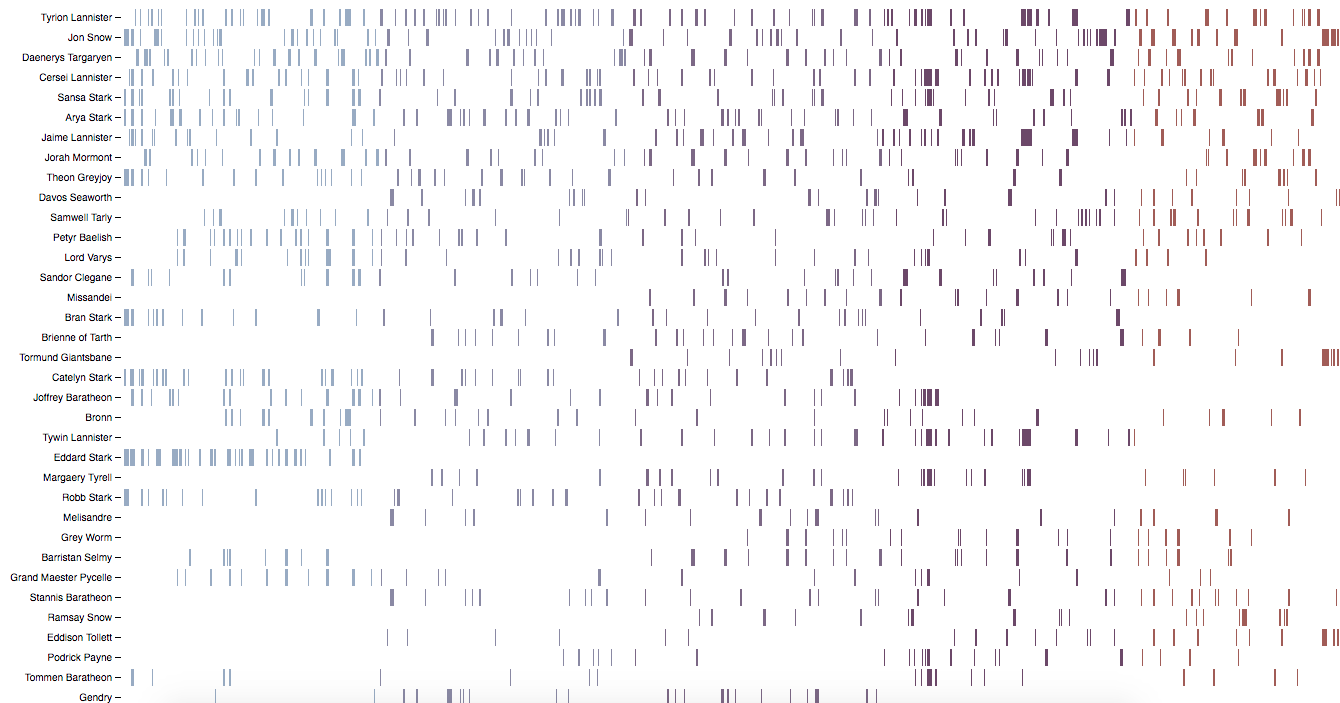 Tyrion Lannister
Jon Snow
Daenerys Targaryen
Cersei Lannister
Sansa Stark
Arya Stark
Jaime Lannister
Jorah Mormont
Theon Greyjoy
Davos Seaworth
Samwell Tarly
Petyr Baelish
Lord Varys
Sandor Clegane
Missandei
Bran Stark
Brienne of Tarth
Tormund Giantsbane
Catelyn Stark
Joffrey Baratheon
Bronn
Tywin Lannister
Eddard Stark
Margaery Tyrell
Robb Stark
Melisandre
Grey Worm
Barristan Selmy
Grand Maester Pycelle
Stannis Baratheon
Ramsay Snow
Eddison Tollett
Podrick Payne
Tommen Baratheon
Gendry